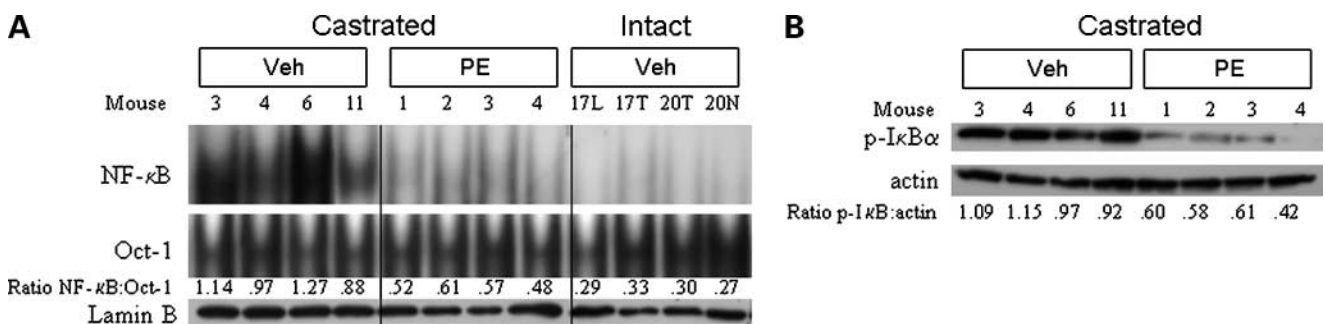 A
Castrated Intact
Veh PE Veh
Mouse 3 4 6 11 1 2 3 4 17L 17T 20T 20N
NF-κB
Oct-1
Ratio NF-κB:Oct-1 1.14 .97 1.27 .88 .52 .61 .57 .48 .29 .33 .30 .27
Lamin B
B
Castrated
Veh PE
Mouse 3 4 6 11 1 2 3 4
p-IκBα
actin
Ratio p-IκB:actin 1.09 1.15 .97 .92 .60 .58 .61 .42